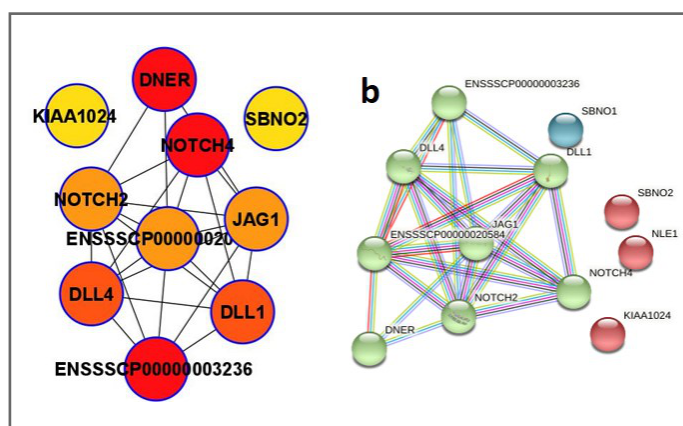 DNER
KIAA1024
SBNO2
NOTCH4
NOTCH2
JAG1
ENSSSCP00000020
DLL4
DLL1
ENSSSCP00000003236
b
ENSSSCP00000003236
SBNO1
DLL4
DLL1
SBNO2
JAG1
ENSSSCP00000020584
NLE1
NOTCH4
NOTCH2
KIAA1024
DNER